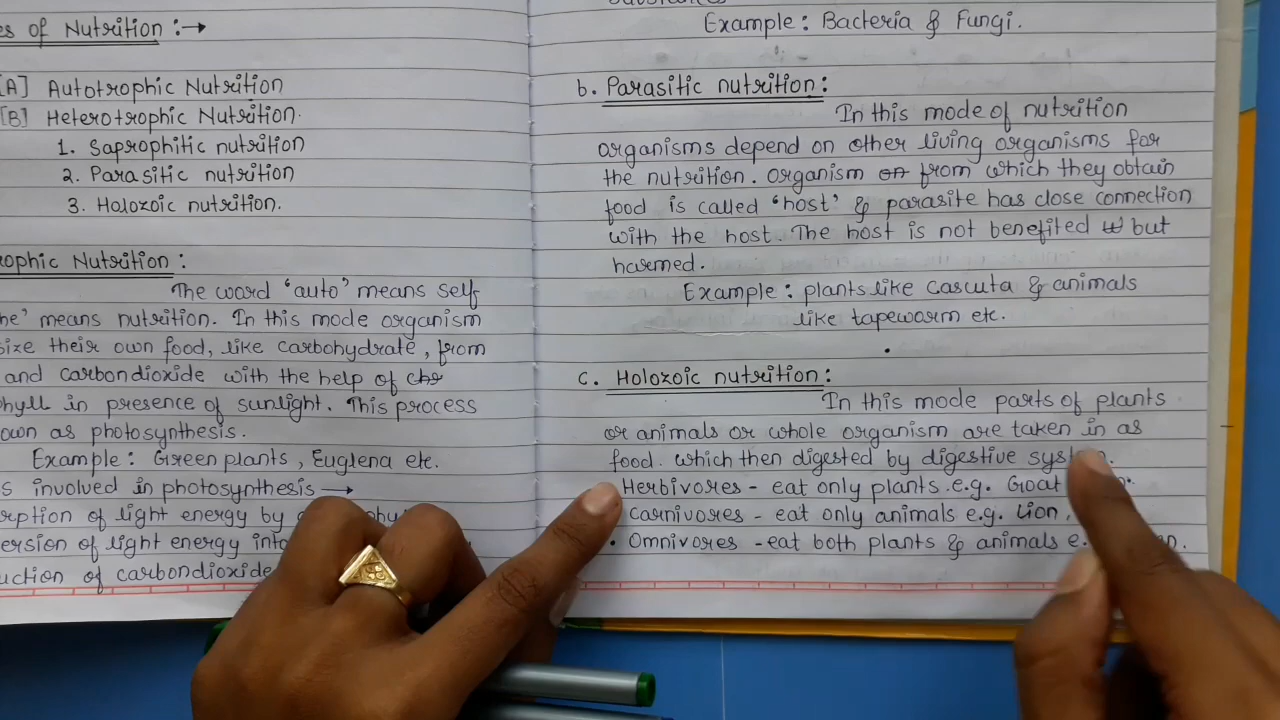 es of Nutrition :→
[A] Autotrophic Nutrition
[B] Heterotrophic Nutrition.
1. Saprophitic nutrition
2. Parasitic nutrition
3. Holozoic nutrition.
rophic Nutrition :
The word 'auto' means self
he' means nutrition. In this mode organism
size their own food, like carbohydrate, from
and carbondioxide with the help of
hyll in presence of sunlight. This process
own as photosynthesis.
Example : Green plants, Euglena etc.
s involved in photosynthesis →
rption of light energy by
ersion of light energy into
uction of carbondioxide
Example : Bacteria & Fungi.
b. Parasitic nutrition :
In this mode of nutrition
organisms depend on other living organisms for
the nutrition. Organism from which they obtain
food is called 'host' & parasite has close connection
with the host. The host is not benefited but
harmed.
Example : plants like Cascuta & animals
like tapeworm etc.
c. Holozoic nutrition :
In this mode parts of plants
or animals or whole organism are taken in as
food. which then digested by digestive
Herbivores - eat only plants. e.g. Goat
Carnivores - eat only animals e.g. Lion,
• Omnivores - eat both plants & animals